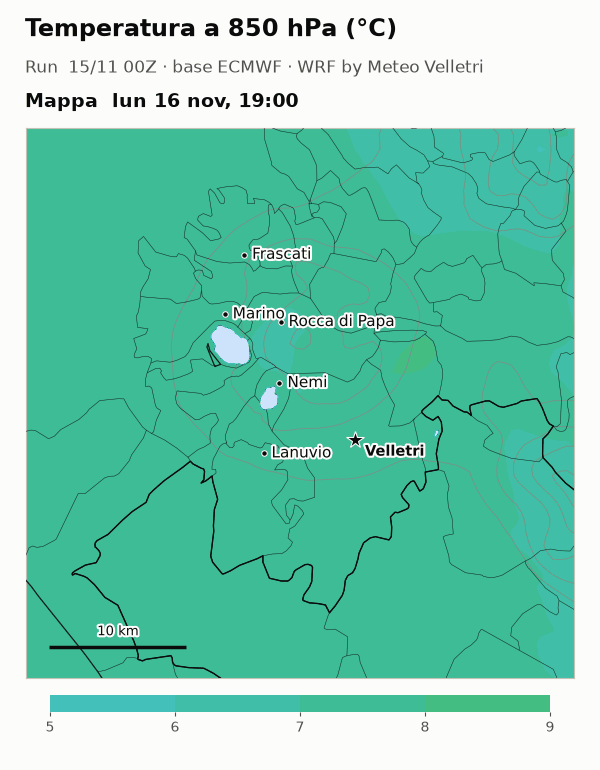 Temperatura a 850 hPa (°C)
Run  15/11 00Z · base ECMWF · WRF by Meteo Velletri
Mappa  lun 16 nov, 19:00
Frascati
Marino
Rocca di Papa
Nemi
Velletri
Lanuvio
10 km
5 6 7 8 9